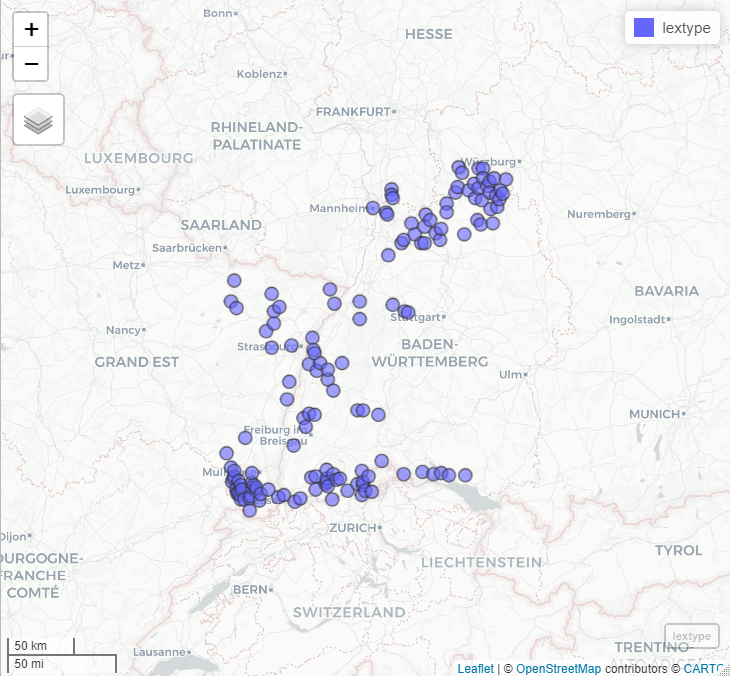 +
−
lextype
Bonn
HESSE
Koblenz
FRANKFURT
RHINELAND-
PALATINATE
LUXEMBOURG
Würzburg
Luxembourg
Mannheim
Nuremberg
SAARLAND
Saarbrücken
Metz
BAVARIA
Stuttgart
Ingolstadt
Nancy
Strasbourg
BADEN-
WÜRTTEMBERG
GRAND EST
Ulm
MUNICH
Freiburg im
Breisgau
Dijon
ZURICH
TYROL
LIECHTENSTEIN
OURGOGNE-
FRANCHE
COMTÉ
BERN
SWITZERLAND
lextype
50 km
50 mi
Lausanne
TRENTINO-
Leaflet | © OpenStreetMap contributors © CARTO